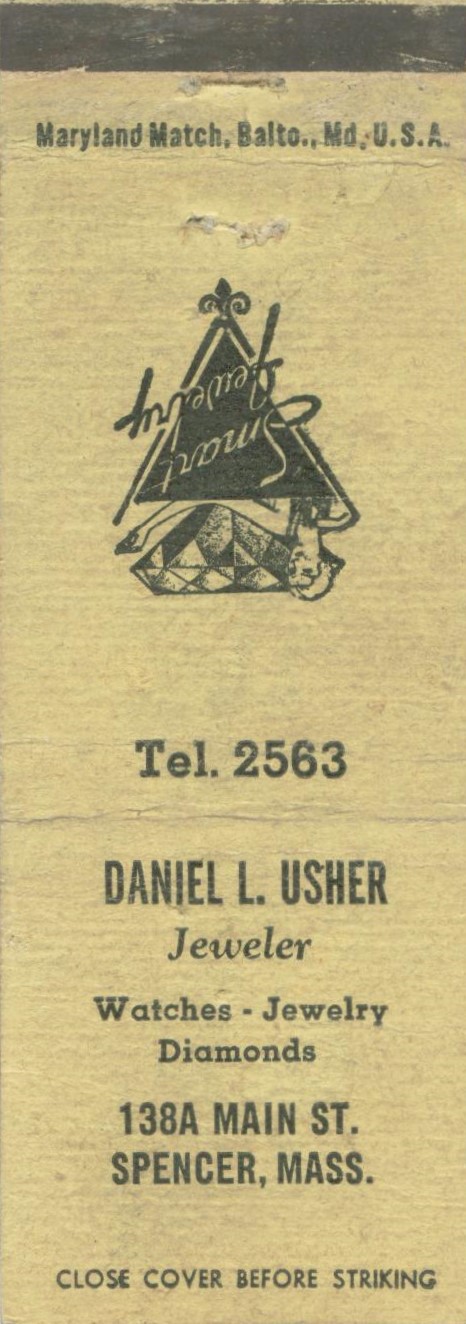 Maryland Match, Balto., Md, U.S.A.
Smart
Jewelry
Tel. 2563
DANIEL L. USHER
Jeweler
Watches - Jewelry
Diamonds
138A MAIN ST.
SPENCER, MASS.
CLOSE COVER BEFORE STRIKING